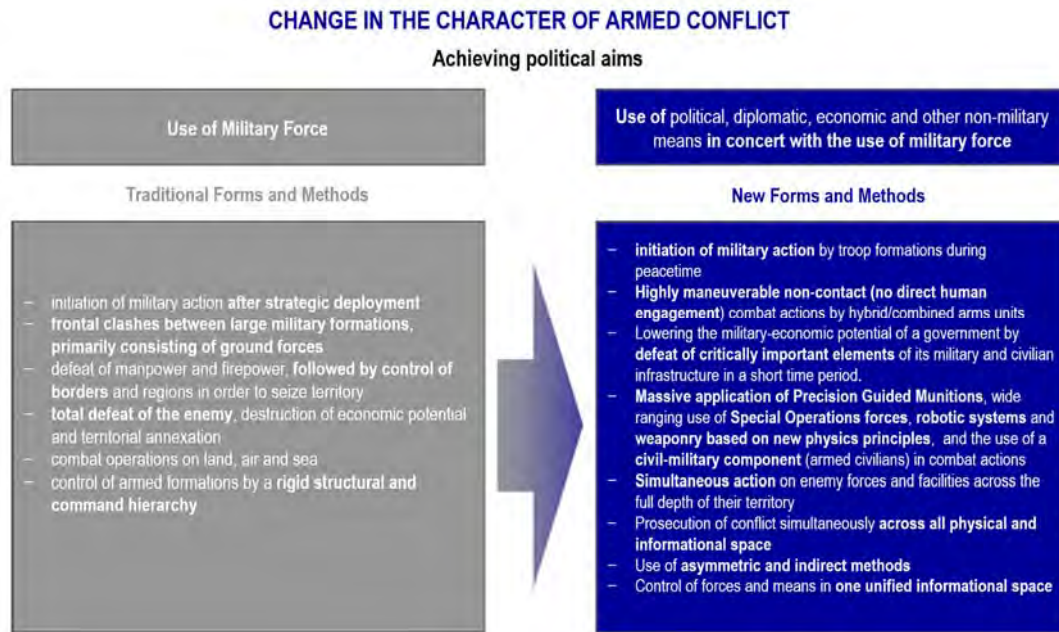 CHANGE IN THE CHARACTER OF ARMED CONFLICT
Achieving political aims
Use of Military Force
Traditional Forms and Methods
– initiation of military action after strategic deployment
– frontal clashes between large military formations,
primarily consisting of ground forces
– defeat of manpower and firepower, followed by control of
borders and regions in order to seize territory
– total defeat of the enemy, destruction of economic potential
and territorial annexation
– combat operations on land, air and sea
– control of armed formations by a rigid structural and
command hierarchy
Use of political, diplomatic, economic and other non-military
means in concert with the use of military force
New Forms and Methods
– initiation of military action by troop formations during
peacetime
– Highly maneuverable non-contact (no direct human
engagement) combat actions by hybrid/combined arms units
– Lowering the military-economic potential of a government by
defeat of critically important elements of its military and civilian
infrastructure in a short time period.
– Massive application of Precision Guided Munitions, wide
ranging use of Special Operations forces, robotic systems and
weaponry based on new physics principles, and the use of a
civil-military component (armed civilians) in combat actions
– Simultaneous action on enemy forces and facilities across the
full depth of their territory
– Prosecution of conflict simultaneously across all physical and
informational space
– Use of asymmetric and indirect methods
– Control of forces and means in one unified informational space